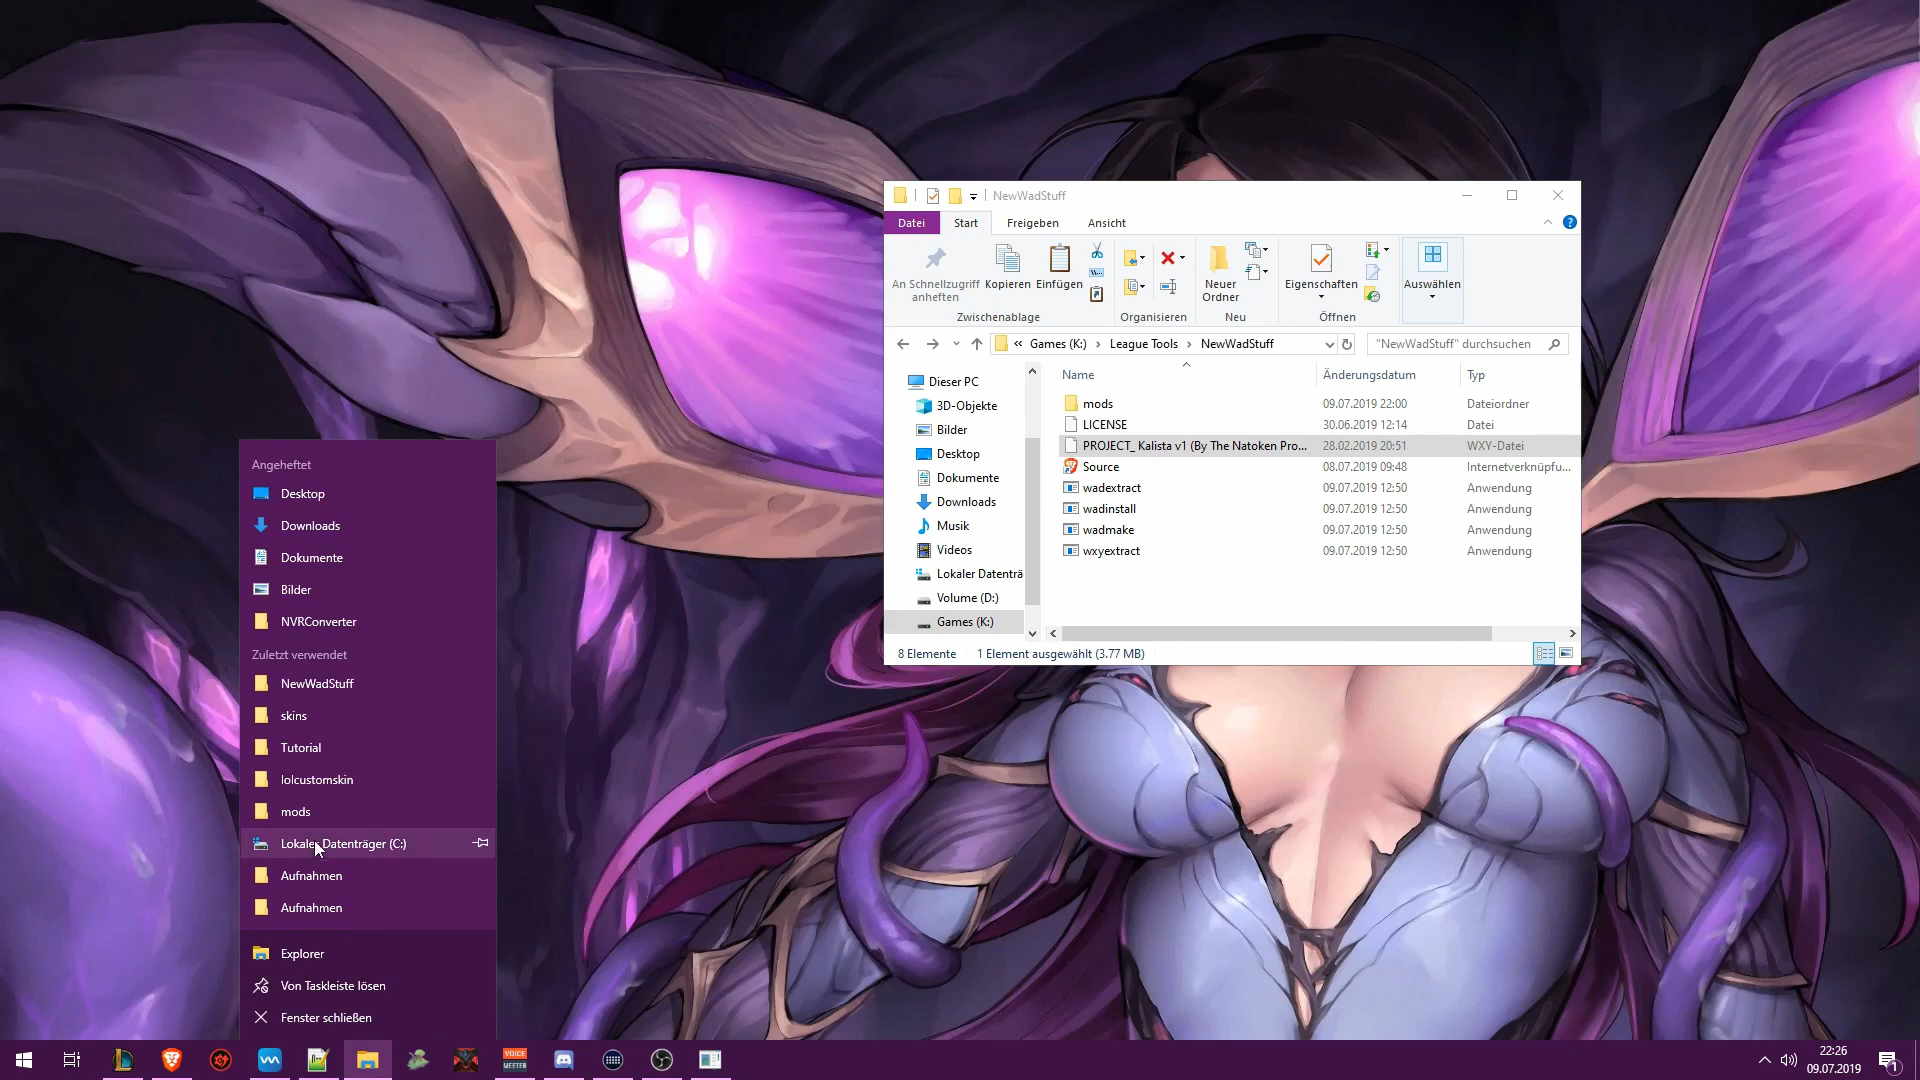 NewWadStuff
Datei Start Freigeben Ansicht
An Schnellzugriff anheften
Kopieren
Einfügen
Neuer Ordner
Eigenschaften
Auswählen
Zwischenablage Organisieren Neu Öffnen
« Games (K:) › League Tools › NewWadStuff
"NewWadStuff" durchsuchen
Dieser PC
3D-Objekte
Bilder
Desktop
Dokumente
Downloads
Musik
Videos
Lokaler Datenträ
Volume (D:)
Games (K:)
Name Änderungsdatum Typ
mods 09.07.2019 22:00 Dateiordner
LICENSE 30.06.2019 12:14 Datei
PROJECT_ Kalista v1 (By The Natoken Pro... 28.02.2019 20:51 WXY-Datei
Source 08.07.2019 09:48 Internetverknüpfu...
wadextract 09.07.2019 12:50 Anwendung
wadinstall 09.07.2019 12:50 Anwendung
wadmake 09.07.2019 12:50 Anwendung
wxyextract 09.07.2019 12:50 Anwendung
8 Elemente 1 Element ausgewählt (3.77 MB)
Angeheftet
Desktop
Downloads
Dokumente
Bilder
NVRConverter
Zuletzt verwendet
NewWadStuff
skins
Tutorial
lolcustomskin
mods
Lokaler Datenträger (C:)
Aufnahmen
Aufnahmen
Explorer
Von Taskleiste lösen
Fenster schließen
VOICE
MEETER
22:26
09.07.2019
1